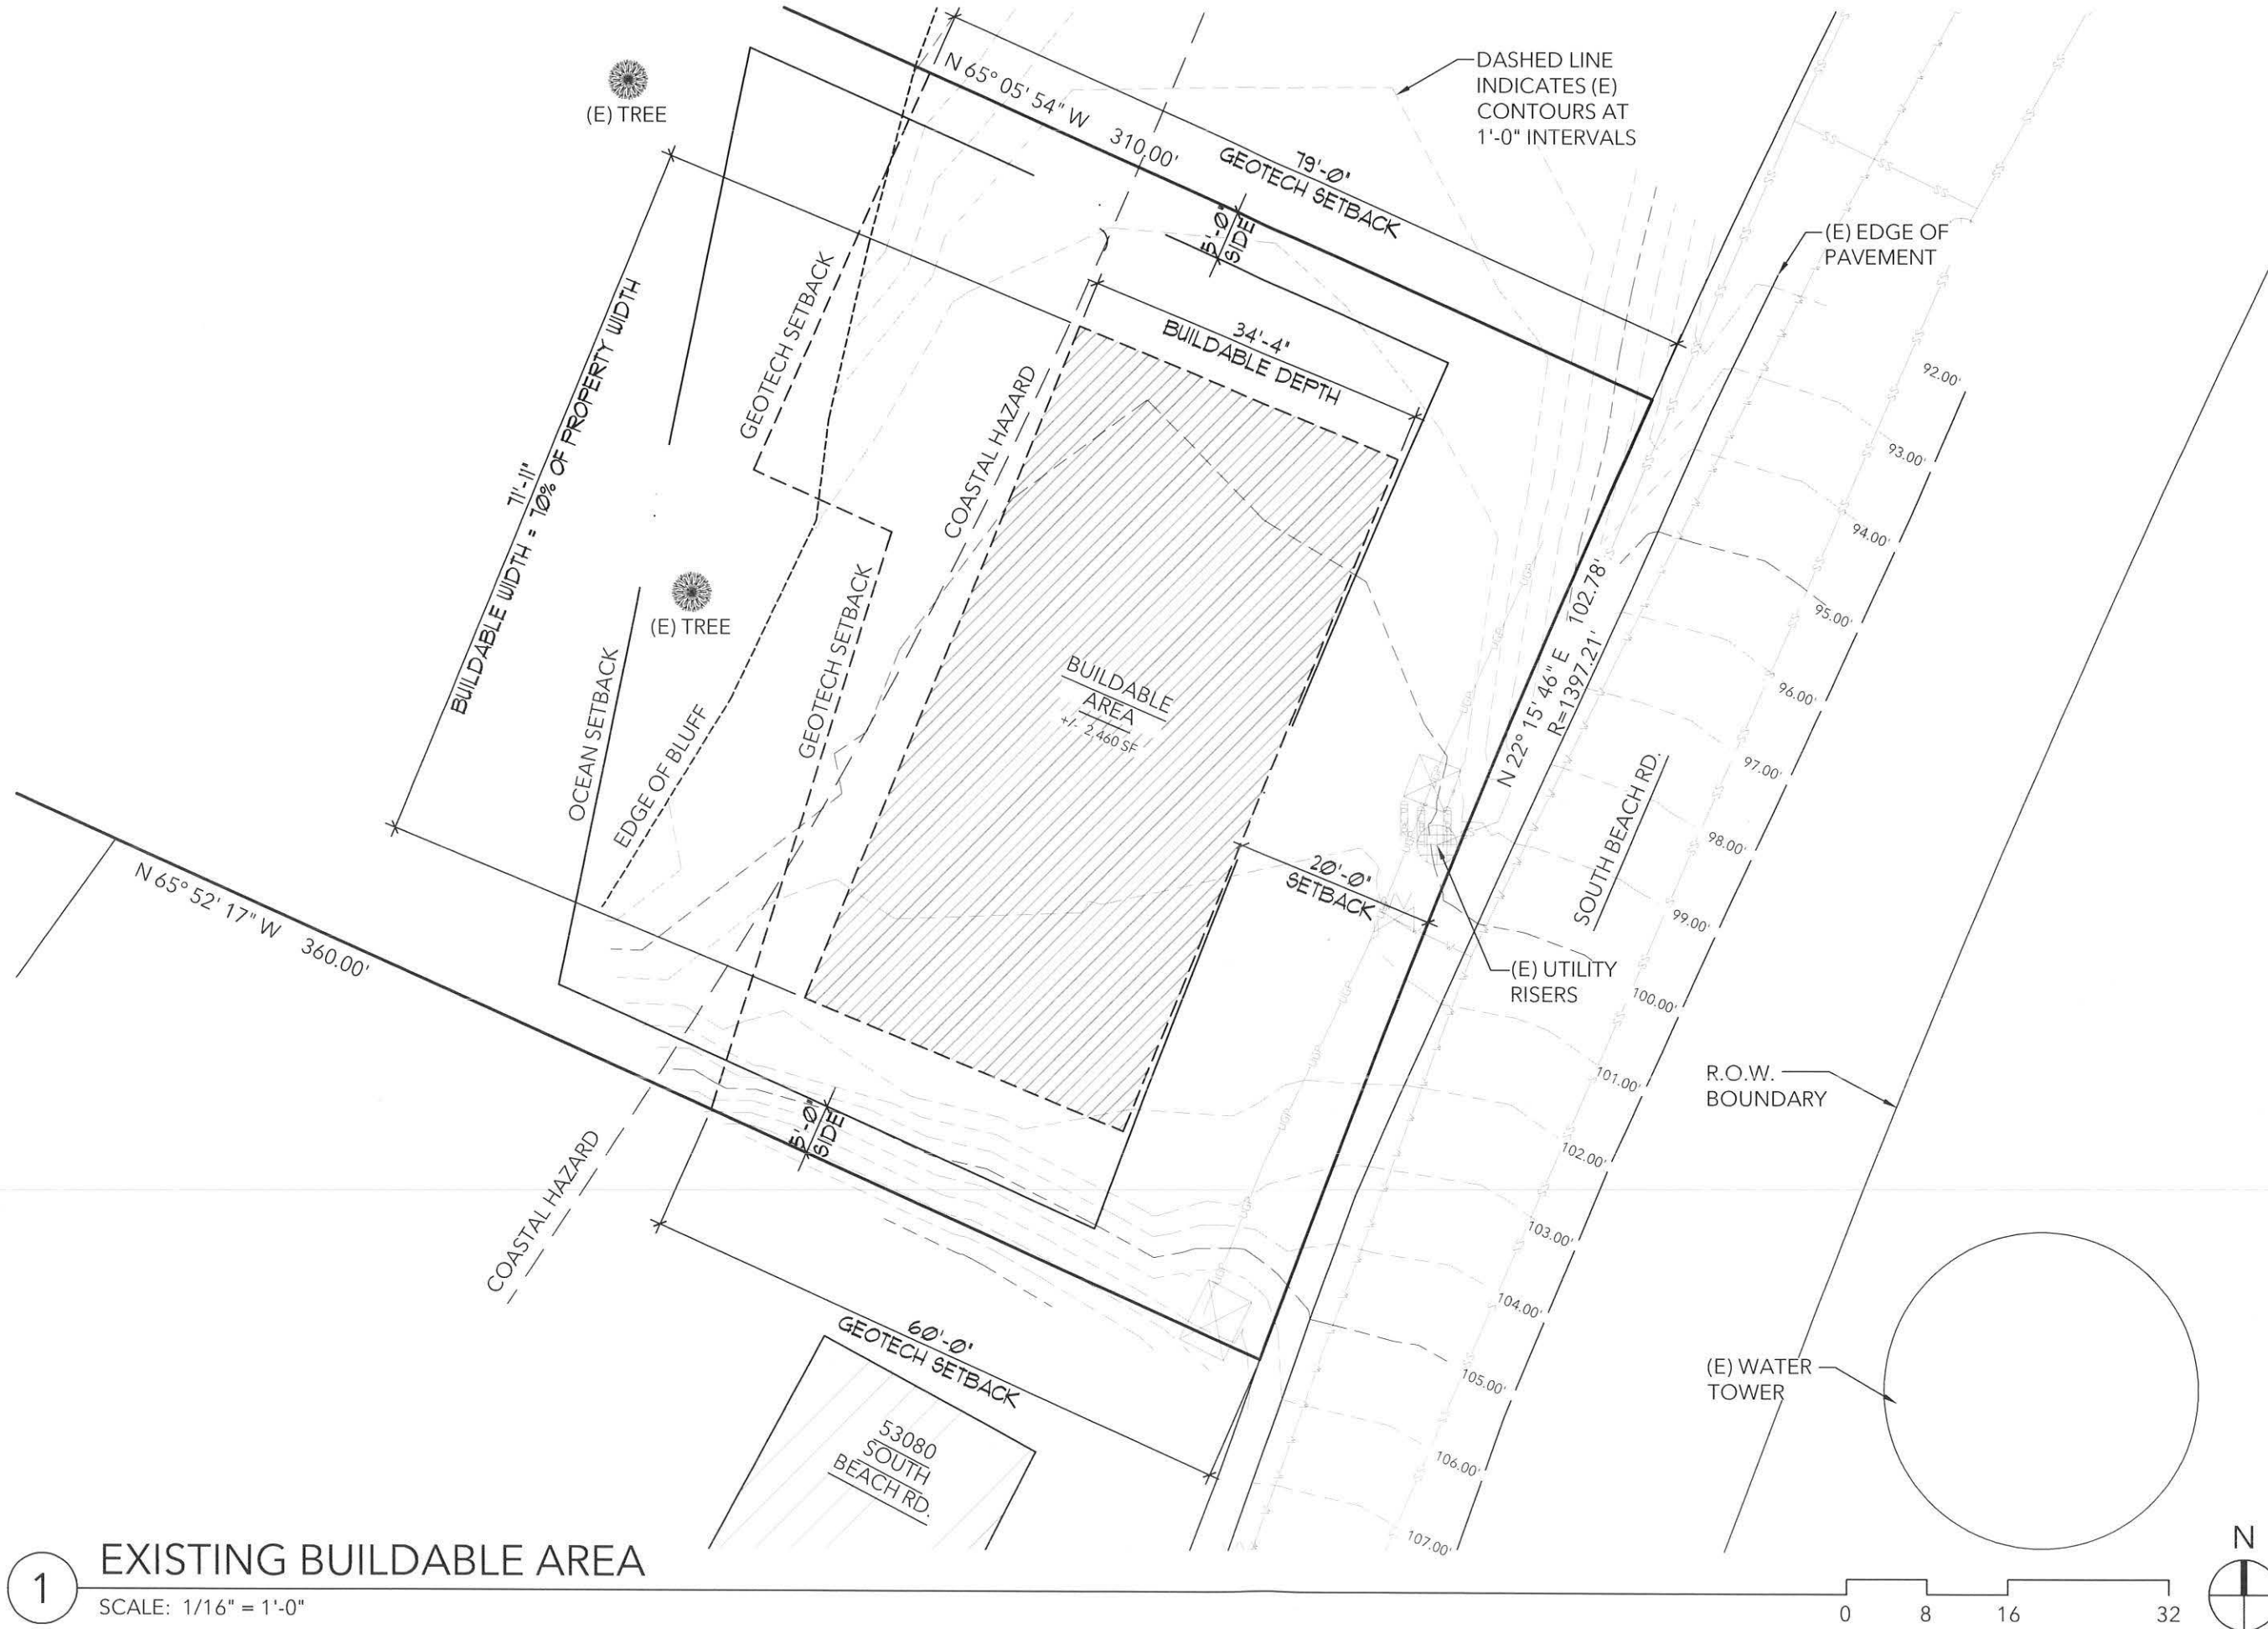 (E) TREE
N 65° 05' 54" W 310.00'
79'-0"
GEOTECH SETBACK
DASHED LINE
INDICATES (E)
CONTOURS AT
1'-0" INTERVALS
5'-0"
SIDE
(E) EDGE OF
PAVEMENT
GEOTECH SETBACK
34'-4"
BUILDABLE DEPTH
COASTAL HAZARD
71'-11"
BUILDABLE WIDTH = 70% OF PROPERTY WIDTH
(E) TREE
OCEAN SETBACK
EDGE OF BLUFF
GEOTECH SETBACK
BUILDABLE
AREA
+/- 2,460 SF
N 22° 15' 46" E 102.78'
R=1397.21'
SOUTH BEACH RD.
92.00'
93.00'
94.00'
95.00'
96.00'
97.00'
98.00'
99.00'
100.00'
101.00'
102.00'
103.00'
104.00'
105.00'
106.00'
107.00'
20'-0"
SETBACK
(E) UTILITY
RISERS
N 65° 52' 17" W 360.00'
R.O.W.
BOUNDARY
5'-0"
SIDE
COASTAL HAZARD
60'-0"
GEOTECH SETBACK
53080
SOUTH
BEACH RD.
(E) WATER
TOWER
1
EXISTING BUILDABLE AREA
SCALE: 1/16" = 1'-0"
0 8 16 32
N